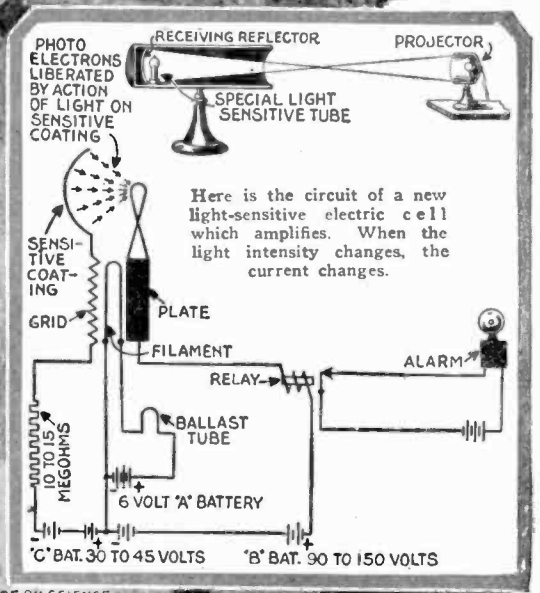 PHOTO
ELECTRONS
LIBERATED
BY ACTION
OF LIGHT ON
SENSITIVE
COATING
RECEIVING REFLECTOR
PROJECTOR
SPECIAL LIGHT
SENSITIVE TUBE
Here is the circuit of a new
light-sensitive electric cell
which amplifies. When the
light intensity changes, the
current changes.
SENSI-
TIVE
COAT-
ING
GRID
PLATE
FILAMENT
RELAY
ALARM
BALLAST
TUBE
10 TO 15
MEGOHMS
- +
6 VOLT "A" BATTERY
- + - +
"C" BAT. 30 TO 45 VOLTS
"B" BAT. 90 TO 150 VOLTS